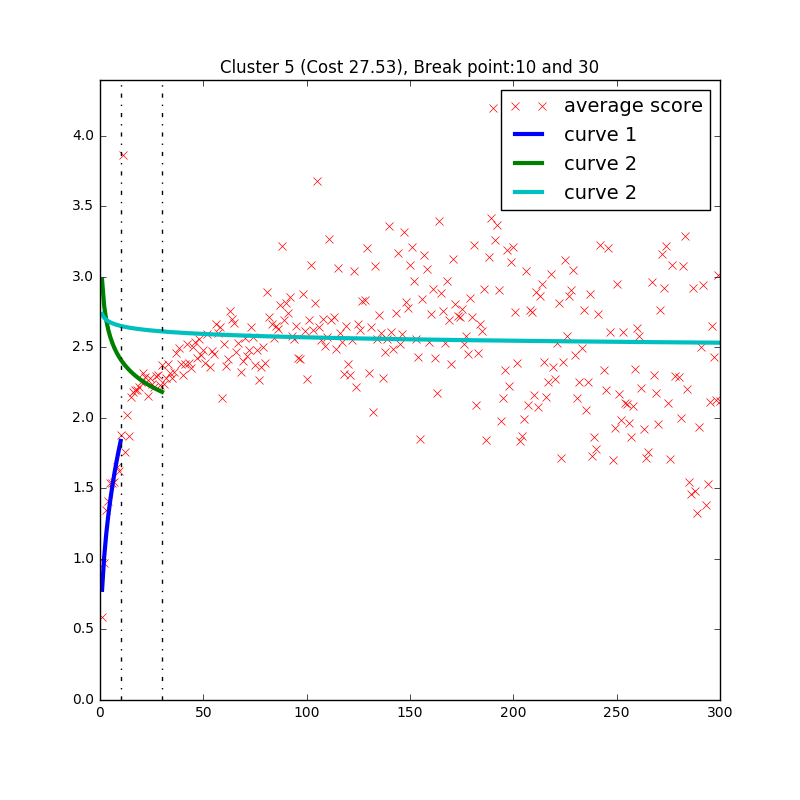 Cluster 5 (Cost 27.53), Break point:10 and 30
average score
curve 1
curve 2
curve 2
4.0
3.5
3.0
2.5
2.0
1.5
1.0
0.5
0.0
0 50 100 150 200 250 300